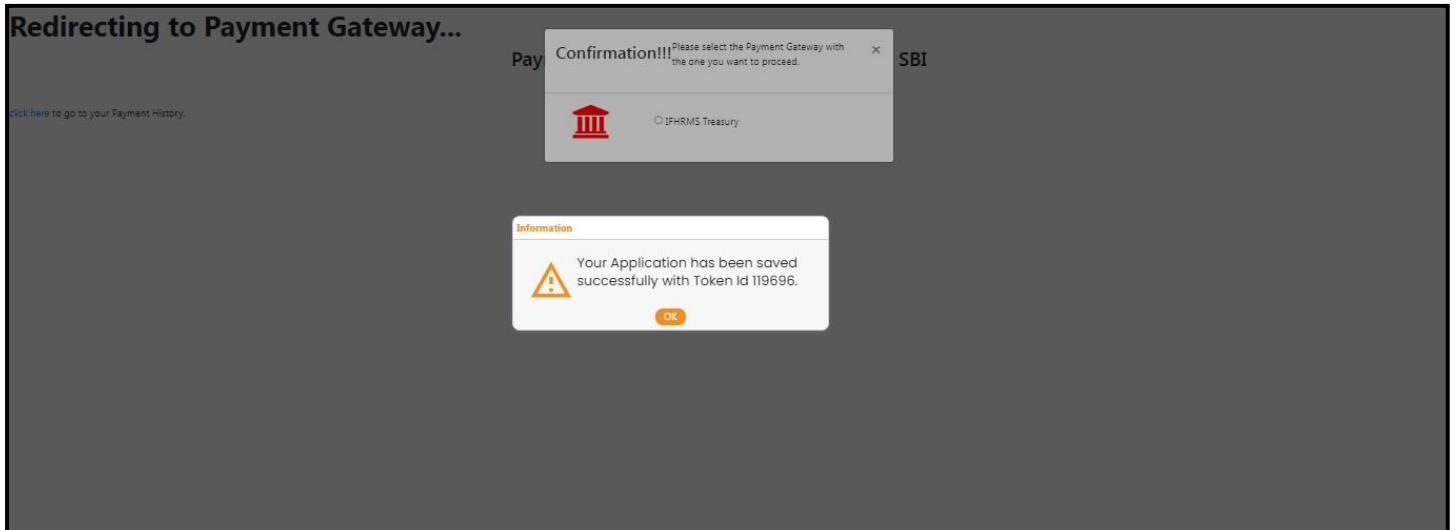 Redirecting to Payment Gateway...
Pay
SBI
Confirmation!!!
Please select the Payment Gateway with
the one you want to proceed.
×
click here to go to your Payment History.
IFHRMS Treasury
Information
Your Application has been saved
successfully with Token Id 119696.
OK